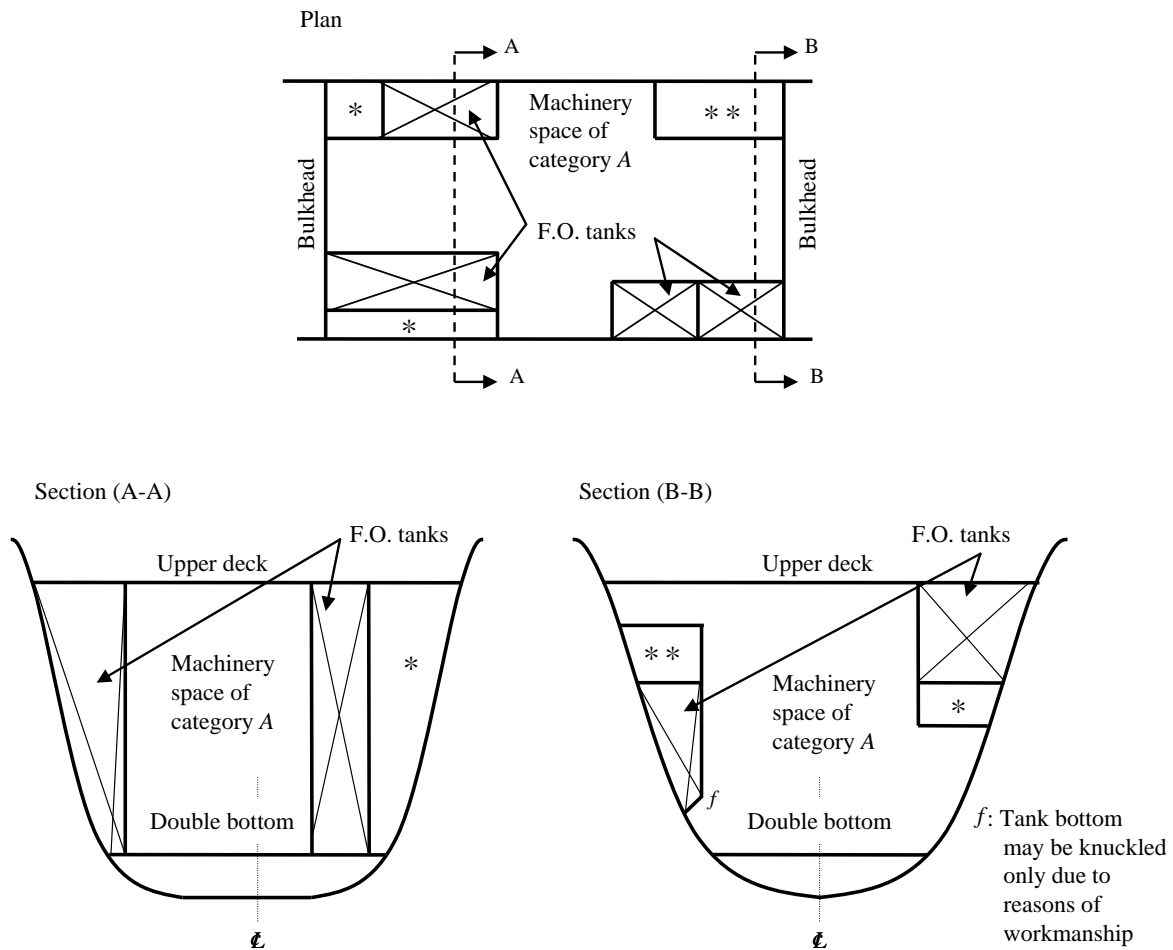 Plan
A
B
*
Machinery
space of
category A
* *
Bulkhead
F.O. tanks
Bulkhead
*
A
B
Section (A-A)
Section (B-B)
F.O. tanks
Upper deck
F.O. tanks
Upper deck
*
Machinery
space of
category A
* *
Machinery
space of
category A
*
f
Double bottom
Double bottom
f: Tank bottom
may be knuckled
only due to
reasons of
workmanship
℄
℄